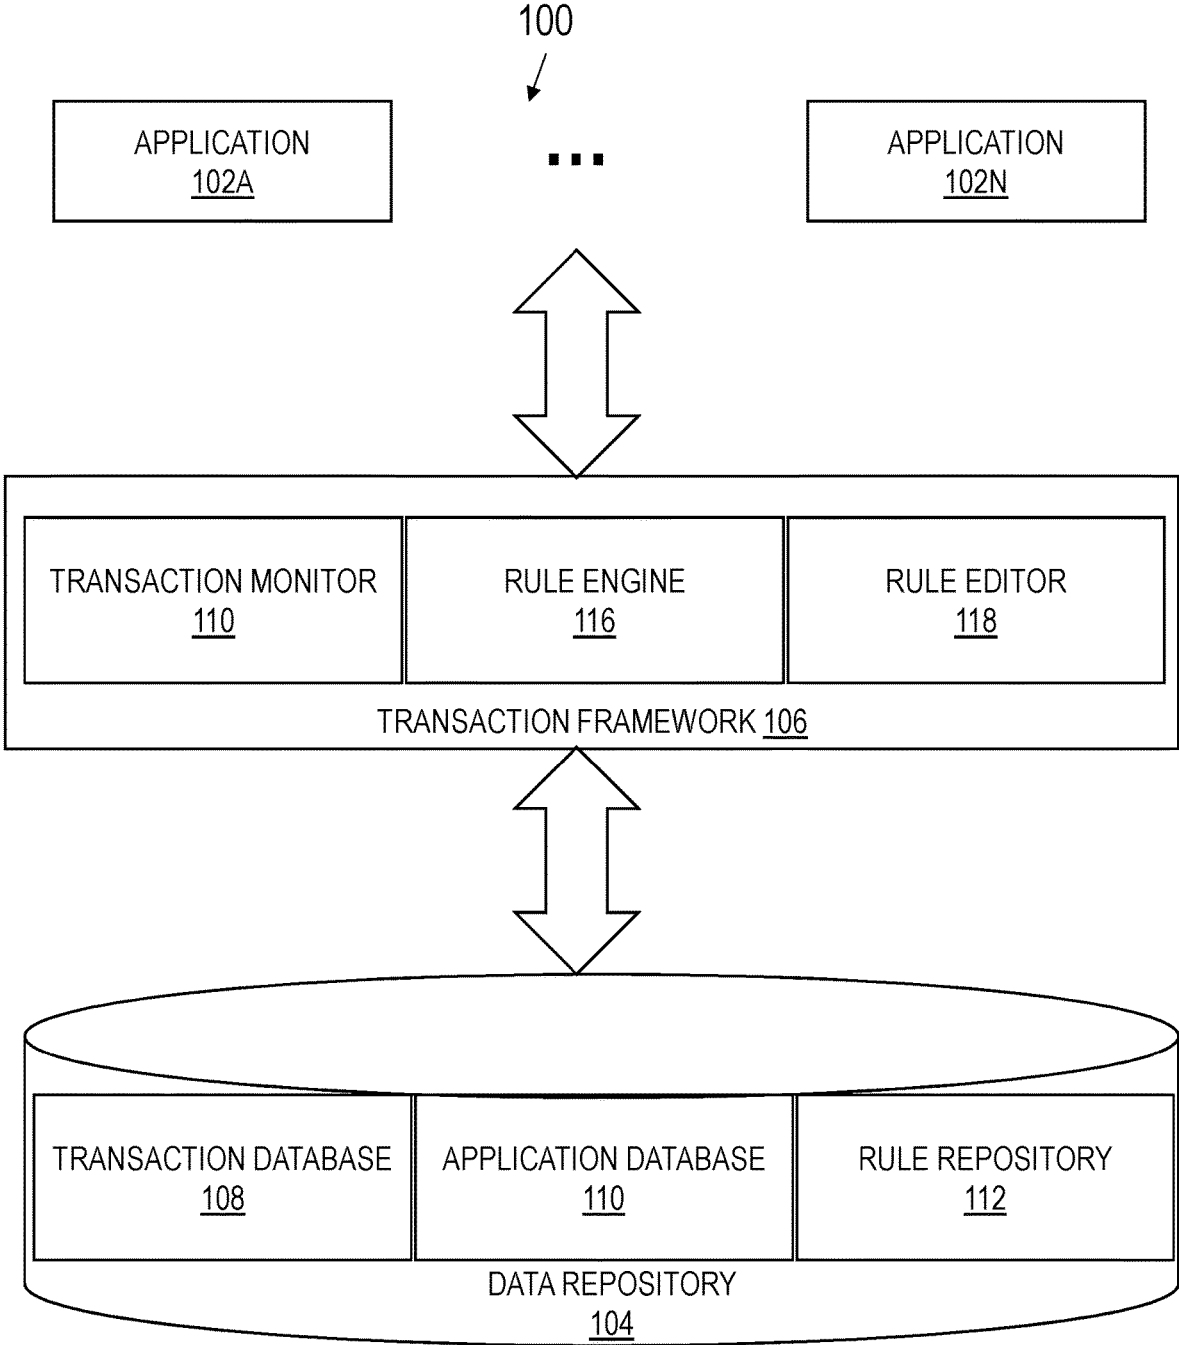 100
APPLICATION
102A
...
APPLICATION
102N
TRANSACTION MONITOR
110
RULE ENGINE
116
RULE EDITOR
118
TRANSACTION FRAMEWORK 106
TRANSACTION DATABASE
108
APPLICATION DATABASE
110
RULE REPOSITORY
112
DATA REPOSITORY
104